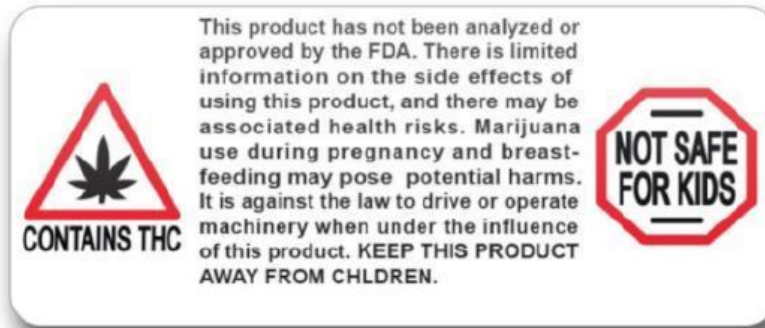 This product has not been analyzed or
approved by the FDA. There is limited
information on the side effects of
using this product, and there may be
associated health risks. Marijuana
use during pregnancy and breast-
feeding may pose potential harms.
It is against the law to drive or operate
machinery when under the influence
of this product. KEEP THIS PRODUCT
AWAY FROM CHLDREN.
CONTAINS THC
NOT SAFE
FOR KIDS